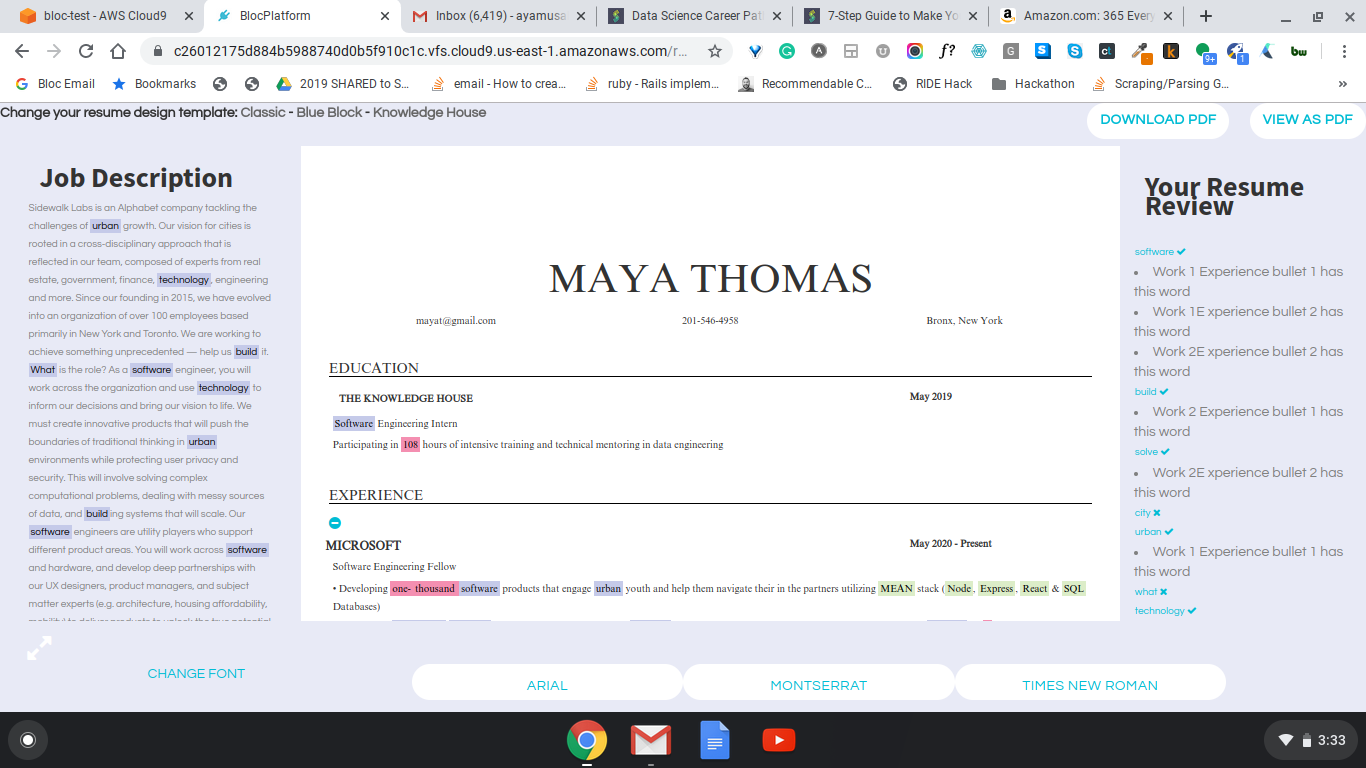 bloc-test - AWS Cloud9
BlocPlatform
Inbox (6,419) - ayamusa
Data Science Career Pat
7-Step Guide to Make Yo
Amazon.com: 365 Every
c26012175d884b5988740d0b5f910c1c.vfs.cloud9.us-east-1.amazonaws.com/r...
Bloc Email
Bookmarks
2019 SHARED to S...
email - How to crea...
ruby - Rails implem...
Recommendable C...
RIDE Hack
Hackathon
Scraping/Parsing G...
Change your resume design template: Classic - Blue Block - Knowledge House
DOWNLOAD PDF
VIEW AS PDF
Job Description
Sidewalk Labs is an Alphabet company tackling the
challenges of urban growth. Our vision for cities is
rooted in a cross-disciplinary approach that is
reflected in our team, composed of experts from real
estate, government, finance, technology, engineering
and more. Since our founding in 2015, we have evolved
into an organization of over 100 employees based
primarily in New York and Toronto. We are working to
achieve something unprecedented — help us build it.
What is the role? As a software engineer, you will
work across the organization and use technology to
inform our decisions and bring our vision to life. We
must create innovative products that will push the
boundaries of traditional thinking in urban
environments while protecting user privacy and
security. This will involve solving complex
computational problems, dealing with messy sources
of data, and building systems that will scale. Our
software engineers are utility players who support
different product areas. You will work across software
and hardware, and develop deep partnerships with
our UX designers, product managers, and subject
matter experts (e.g. architecture, housing affordability,
mobility) to deliver products to unlock the true potential
MAYA THOMAS
mayat@gmail.com
201-546-4958
Bronx, New York
EDUCATION
THE KNOWLEDGE HOUSE
May 2019
Software Engineering Intern
Participating in 108 hours of intensive training and technical mentoring in data engineering
EXPERIENCE
MICROSOFT
May 2020 - Present
Software Engineering Fellow
• Developing one- thousand software products that engage urban youth and help them navigate their in the partners utilizing MEAN stack ( Node , Express , React & SQL
Databases)
Your Resume
Review
software ✔
• Work 1 Experience bullet 1 has
this word
• Work 1E xperience bullet 2 has
this word
• Work 2E xperience bullet 2 has
this word
build ✔
• Work 2 Experience bullet 1 has
this word
solve ✔
• Work 2E xperience bullet 2 has
this word
city ✖
urban ✔
• Work 1 Experience bullet 1 has
this word
what ✖
technology ✔
CHANGE FONT
ARIAL
MONTSERRAT
TIMES NEW ROMAN
3:33